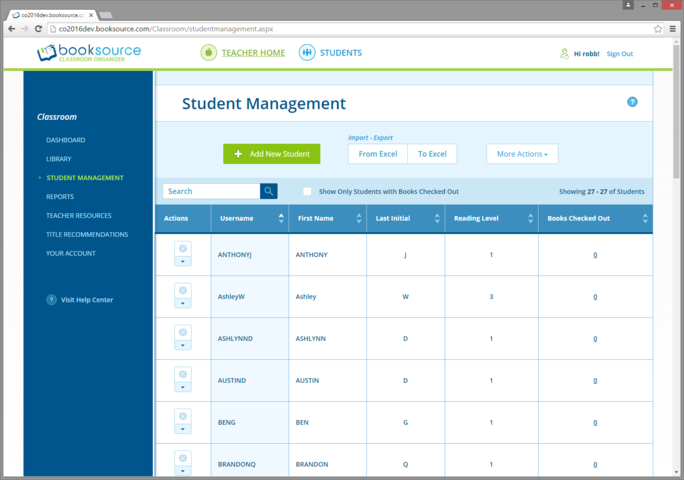 co2016dev.booksource.co
co2016dev.booksource.com/Classroom/studentmanagement.aspx
booksource
CLASSROOM ORGANIZER
TEACHER HOME
STUDENTS
Hi robb!
Sign Out
Classroom
DASHBOARD
LIBRARY
STUDENT MANAGEMENT
REPORTS
TEACHER RESOURCES
TITLE RECOMMENDATIONS
YOUR ACCOUNT
? Visit Help Center
Student Management
?
Import - Export
+ Add New Student
From Excel
To Excel
More Actions
Search
Show Only Students with Books Checked Out
Showing 27 - 27 of Students
Actions Username First Name Last Initial Reading Level Books Checked Out
ANTHONYJ ANTHONY J 1 0
AshleyW Ashley W 3 0
ASHLYNND ASHLYNN D 1 0
AUSTIND AUSTIN D 1 0
BENG BEN G 1 0
BRANDONQ BRANDON Q 1 0